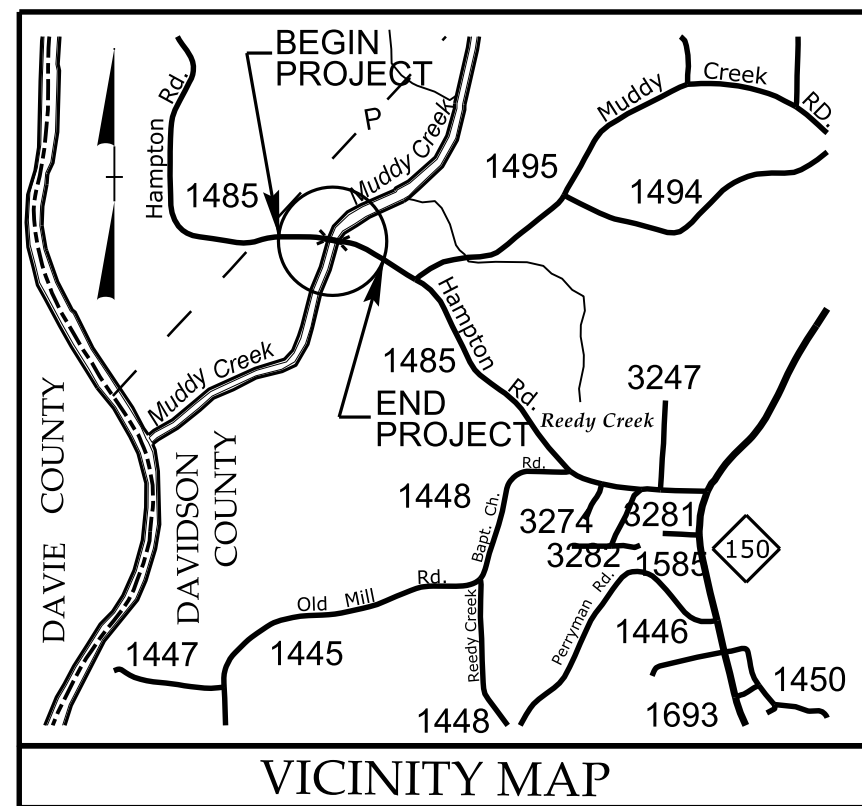 BEGIN
PROJECT
P
Hampton Rd.
1485
Muddy Creek
1495
Muddy Creek RD.
1494
Muddy Creek
1485
Hampton Rd.
END
PROJECT
3247
Reedy Creek
DAVIE COUNTY
DAVIDSON
COUNTY
1448
Bapt. Ch. Rd.
3274
3281
3282
1585
150
Old Mill Rd.
Reedy Creek
Perryman Rd.
1447
1445
1446
1448
1693
1450
VICINITY MAP